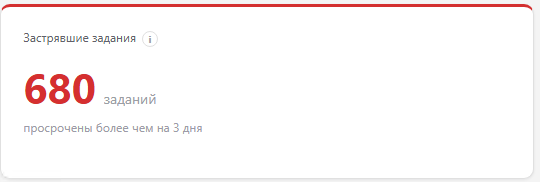 Застрявшие задания i
680 заданий
просрочены более чем на 3 дня